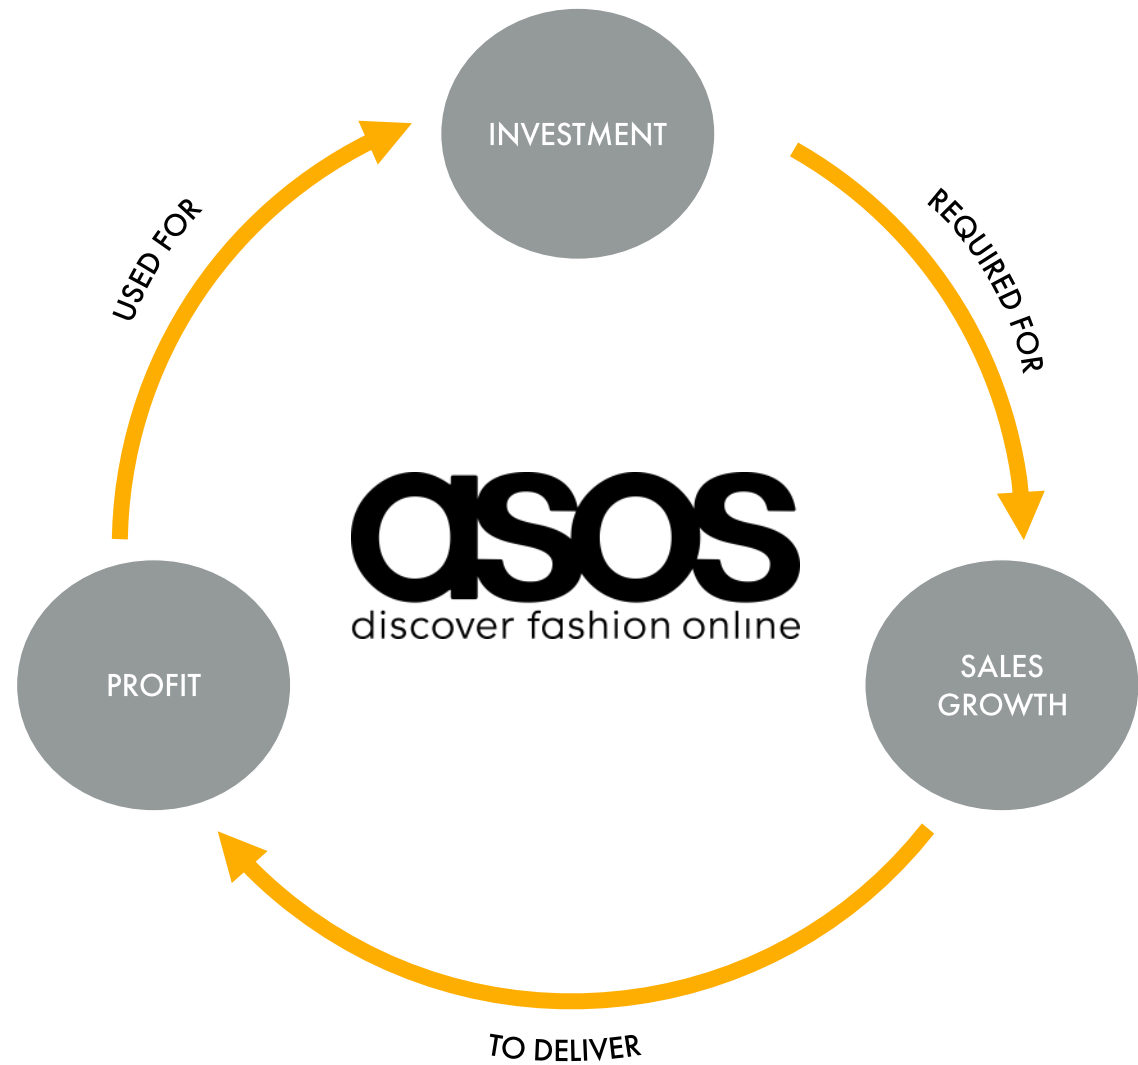 INVESTMENT
USED FOR
REQUIRED FOR
asos
discover fashion online
PROFIT
SALES
GROWTH
TO DELIVER